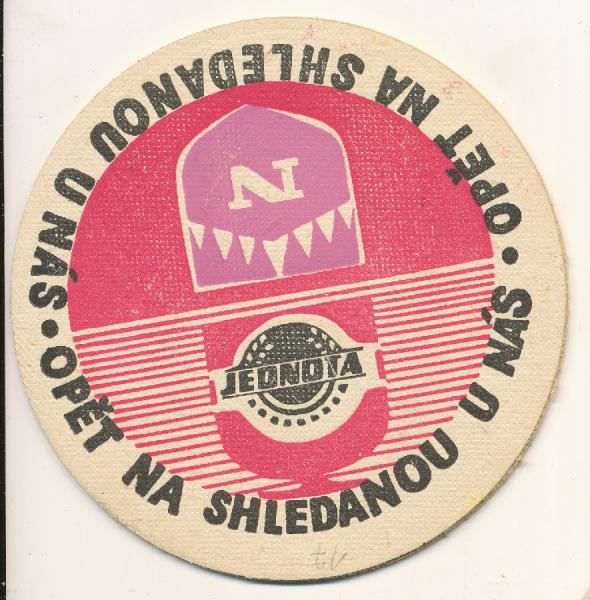 OPĚT NA SHLEDANOU U NÁS •
OPĚT NA SHLEDANOU U NÁS •
N
JEDNOTA